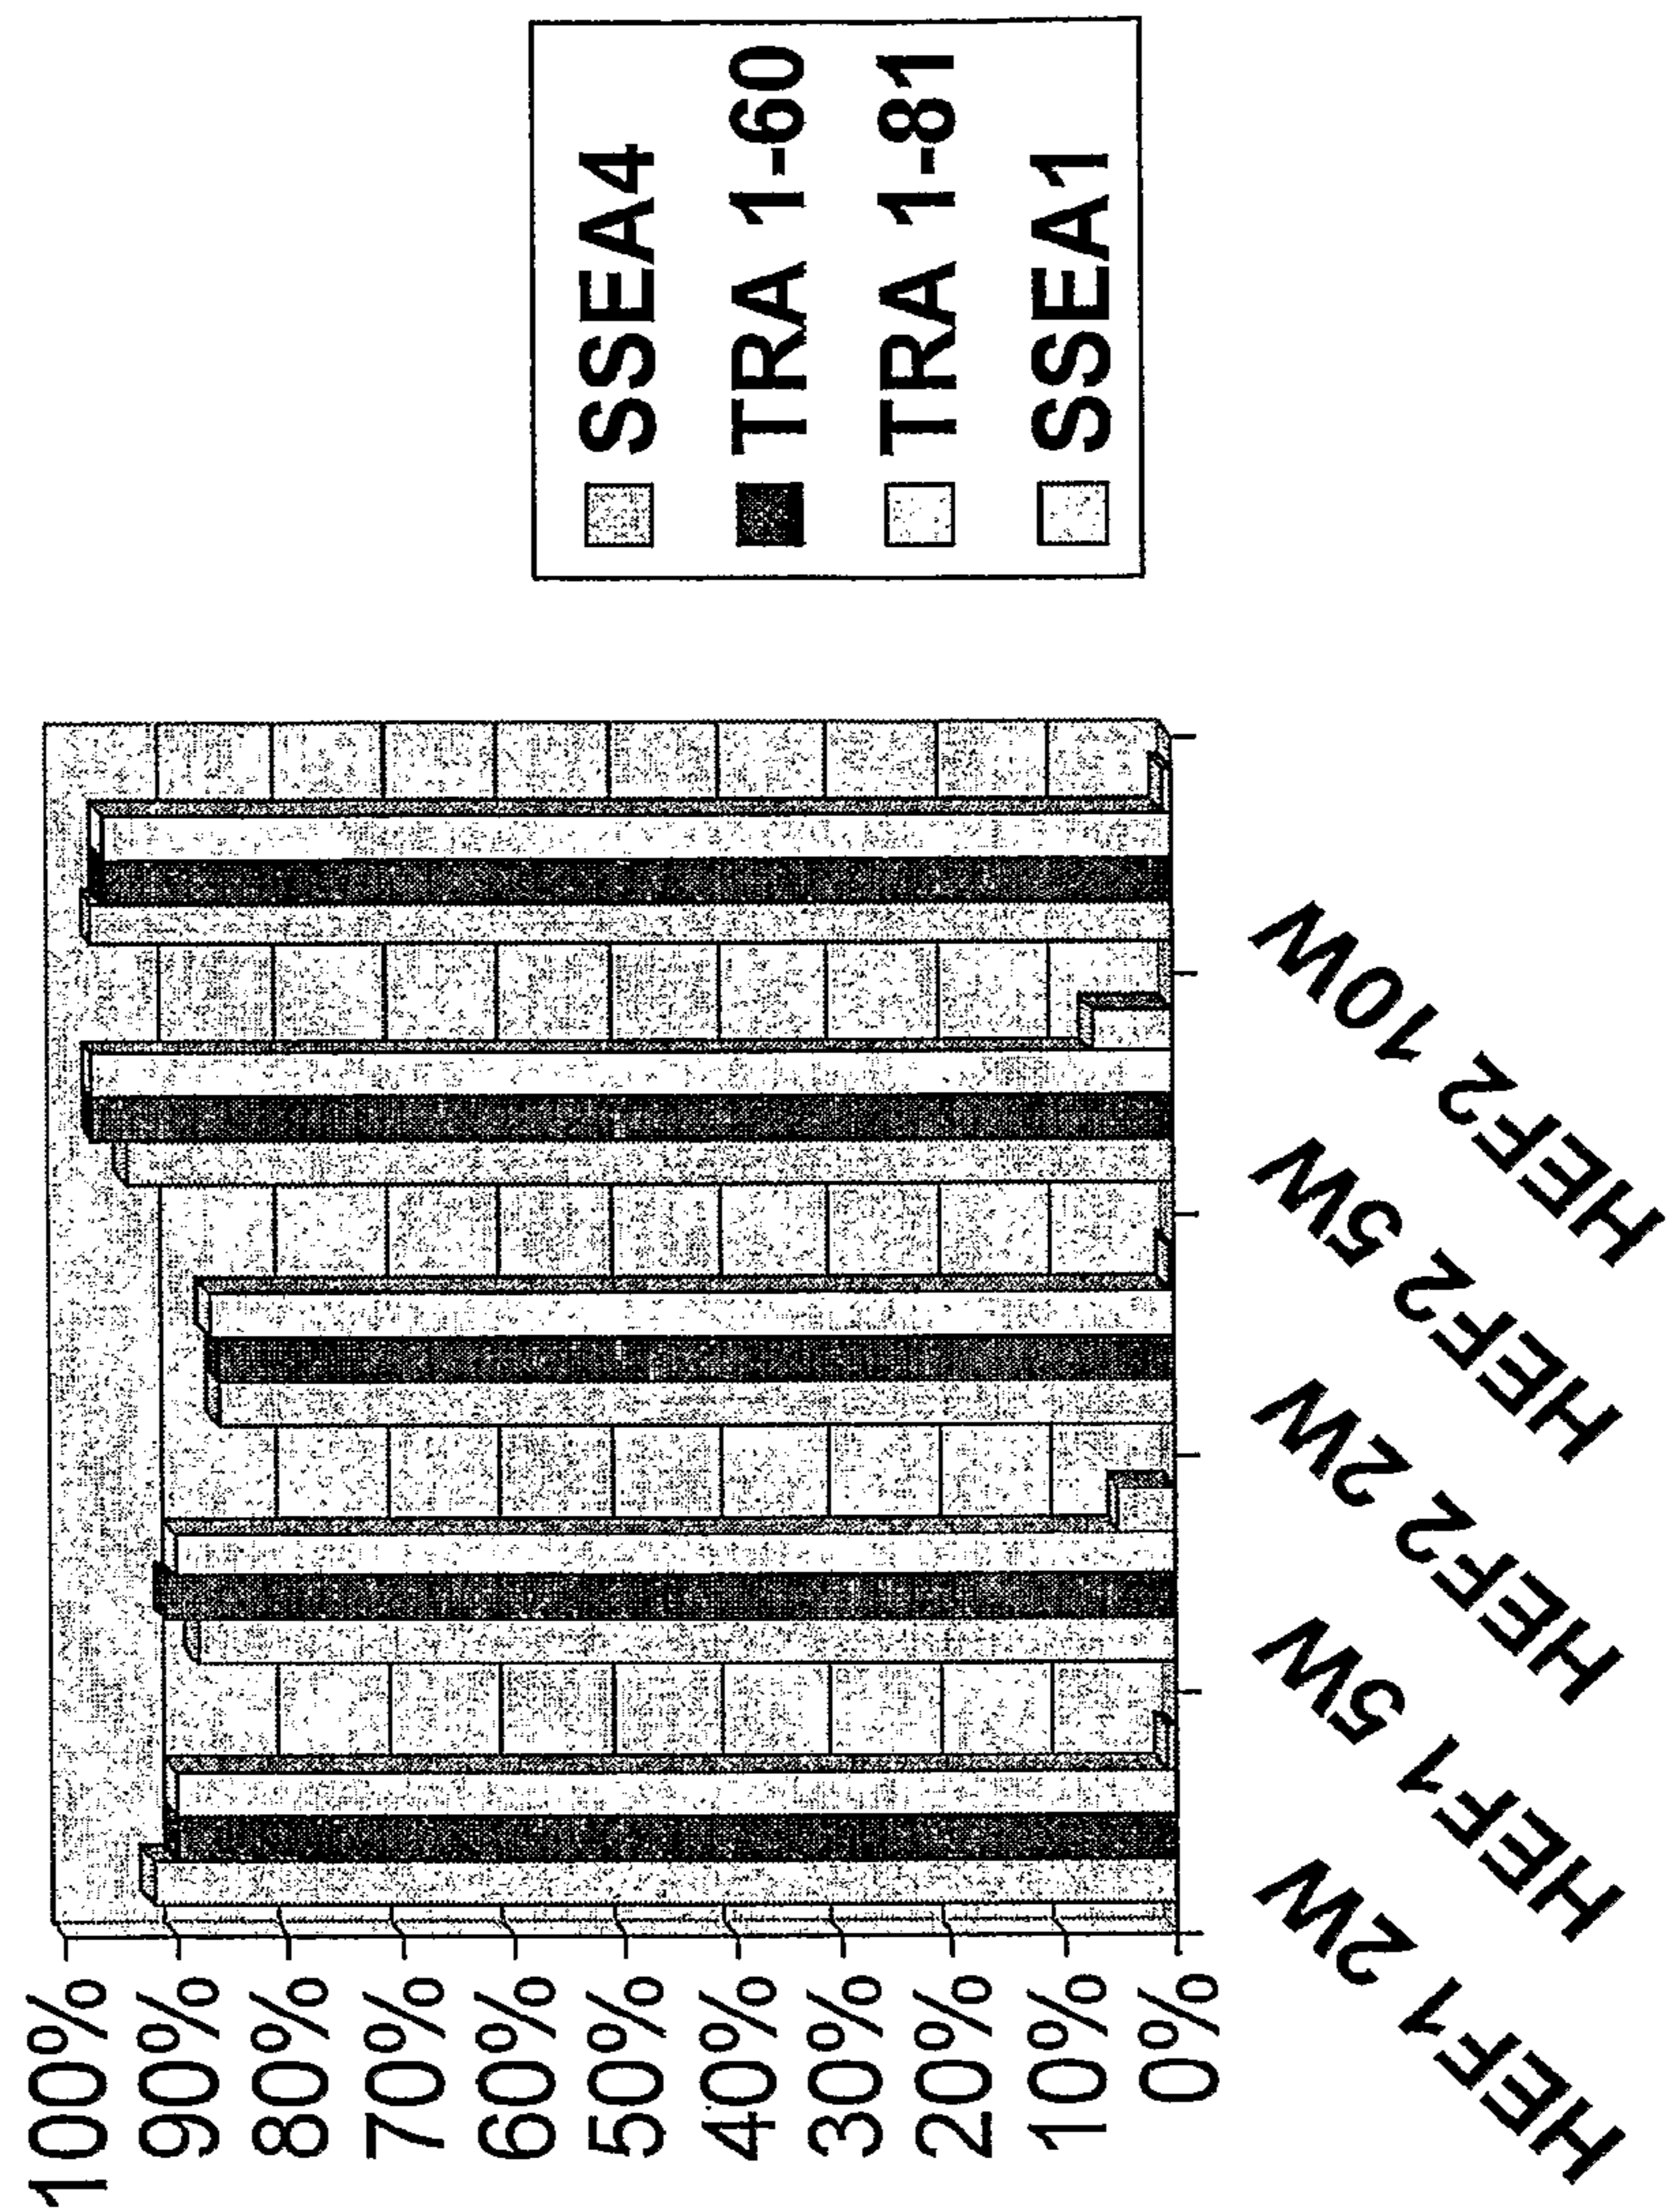 100%
90%
80%
70%
60%
50%
40%
30%
20%
10%
0%
HEF1 2W
HEF1 5W
HEF2 2W
HEF2 5W
HEF2 10W
SSEA4
TRA 1-60
TRA 1-81
SSEA1